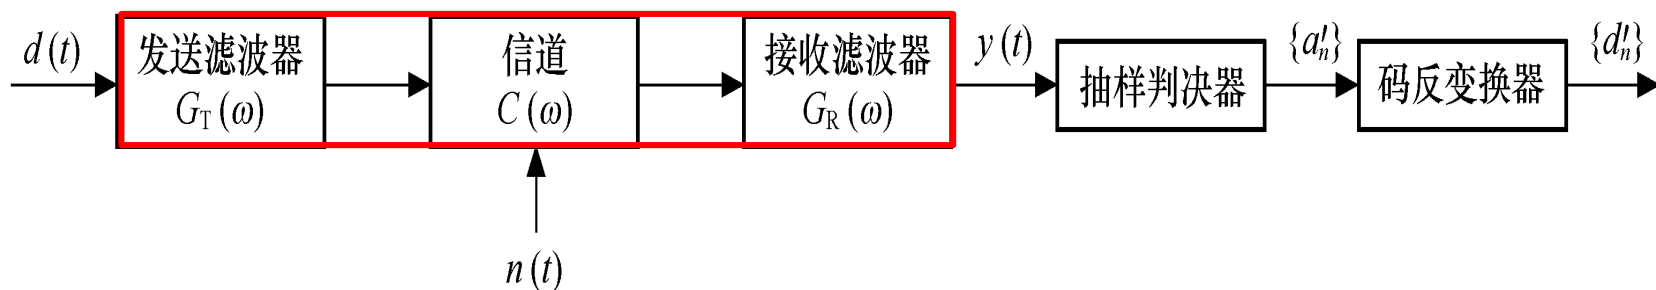 d(t)
发送滤波器
G_T(ω)
信道
C(ω)
接收滤波器
G_R(ω)
y(t)
抽样判决器
{a′_n}
码反变换器
{d′_n}
n(t)